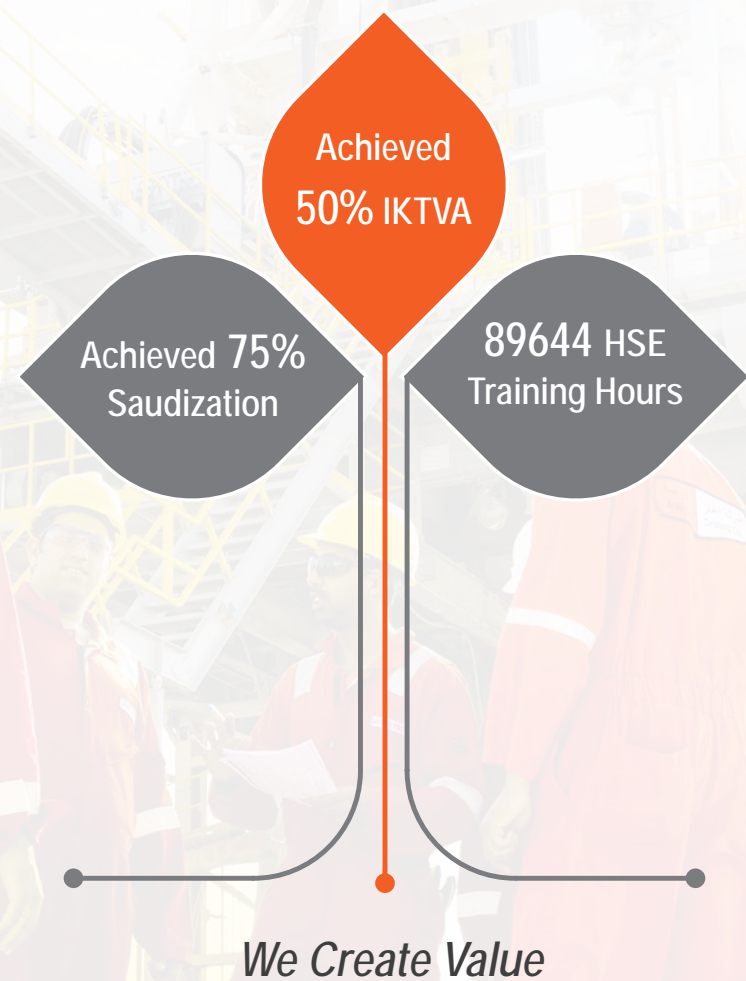 Achieved
50% IKTVA
Achieved 75%
Saudization
89644 HSE
Training Hours
We Create Value